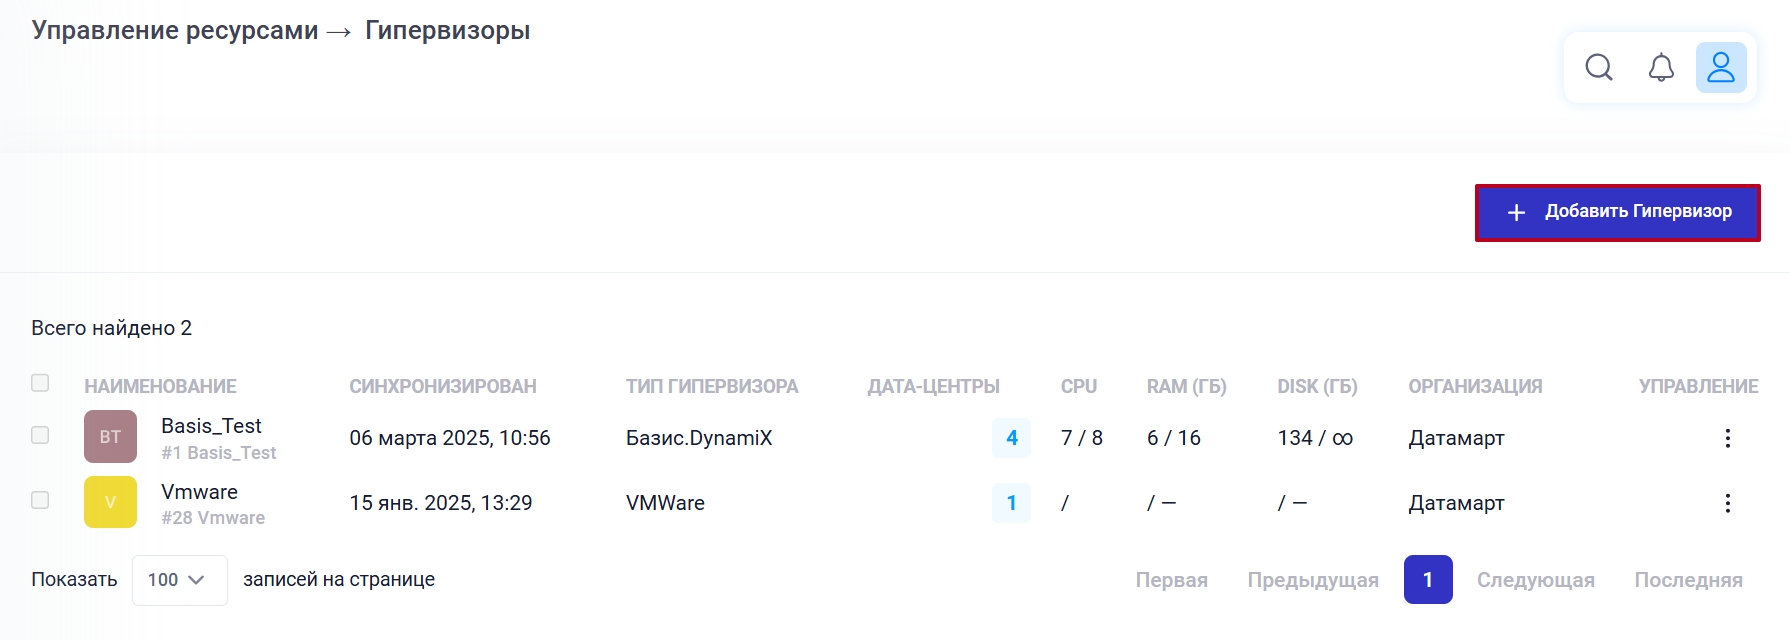 Управление ресурсами → Гипервизоры
+ Добавить Гипервизор
Всего найдено 2
НАИМЕНОВАНИЕ СИНХРОНИЗИРОВАН ТИП ГИПЕРВИЗОРА ДАТА-ЦЕНТРЫ CPU RAM (ГБ) DISK (ГБ) ОРГАНИЗАЦИЯ УПРАВЛЕНИЕ
BT Basis_Test 06 марта 2025, 10:56 Базис.DynamiX 4 7 / 8 6 / 16 134 / ∞ Датамарт
#1 Basis_Test
V Vmware 15 янв. 2025, 13:29 VMWare 1 / / — / — Датамарт
#28 Vmware
Показать 100 записей на странице Первая Предыдущая 1 Следующая Последняя